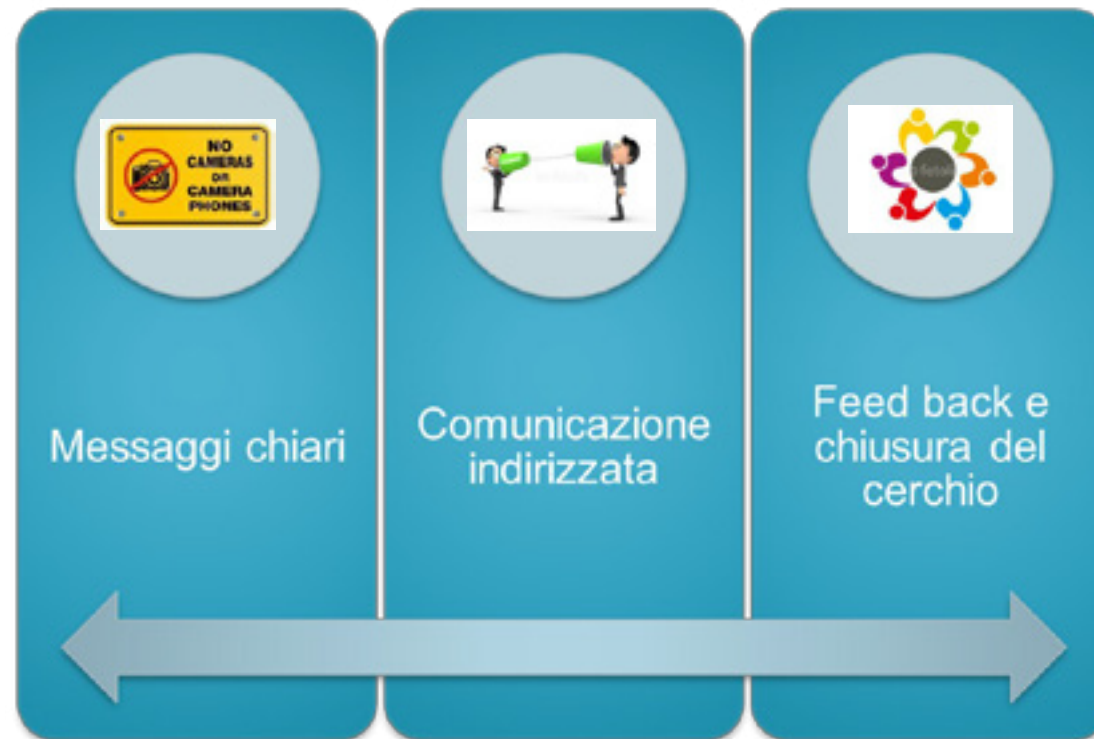 NO
CAMERAS
OR
CAMERA
PHONES
Messaggi chiari
Comunicazione
indirizzata
Feed back e
chiusura del
cerchio